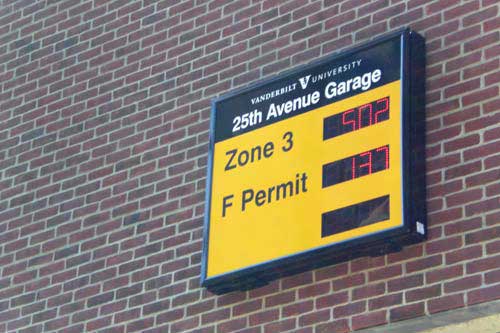 VANDERBILT V UNIVERSITY
25th Avenue Garage
Zone 3 502
F Permit 137